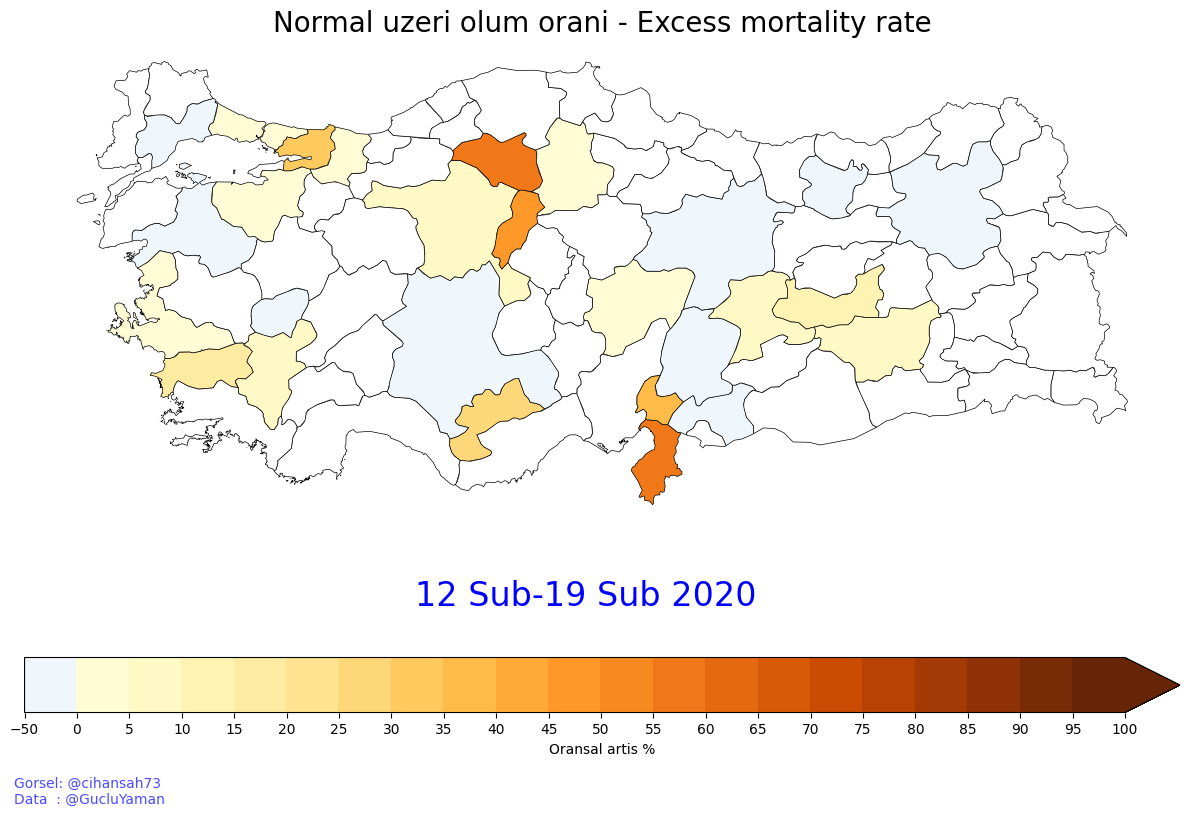 Normal uzeri olum orani - Excess mortality rate
12 Sub-19 Sub 2020
−50 0 5 10 15 20 25 30 35 40 45 50 55 60 65 70 75 80 85 90 95 100
Oransal artis %
Gorsel: @cihansah73
Data  : @GucluYaman